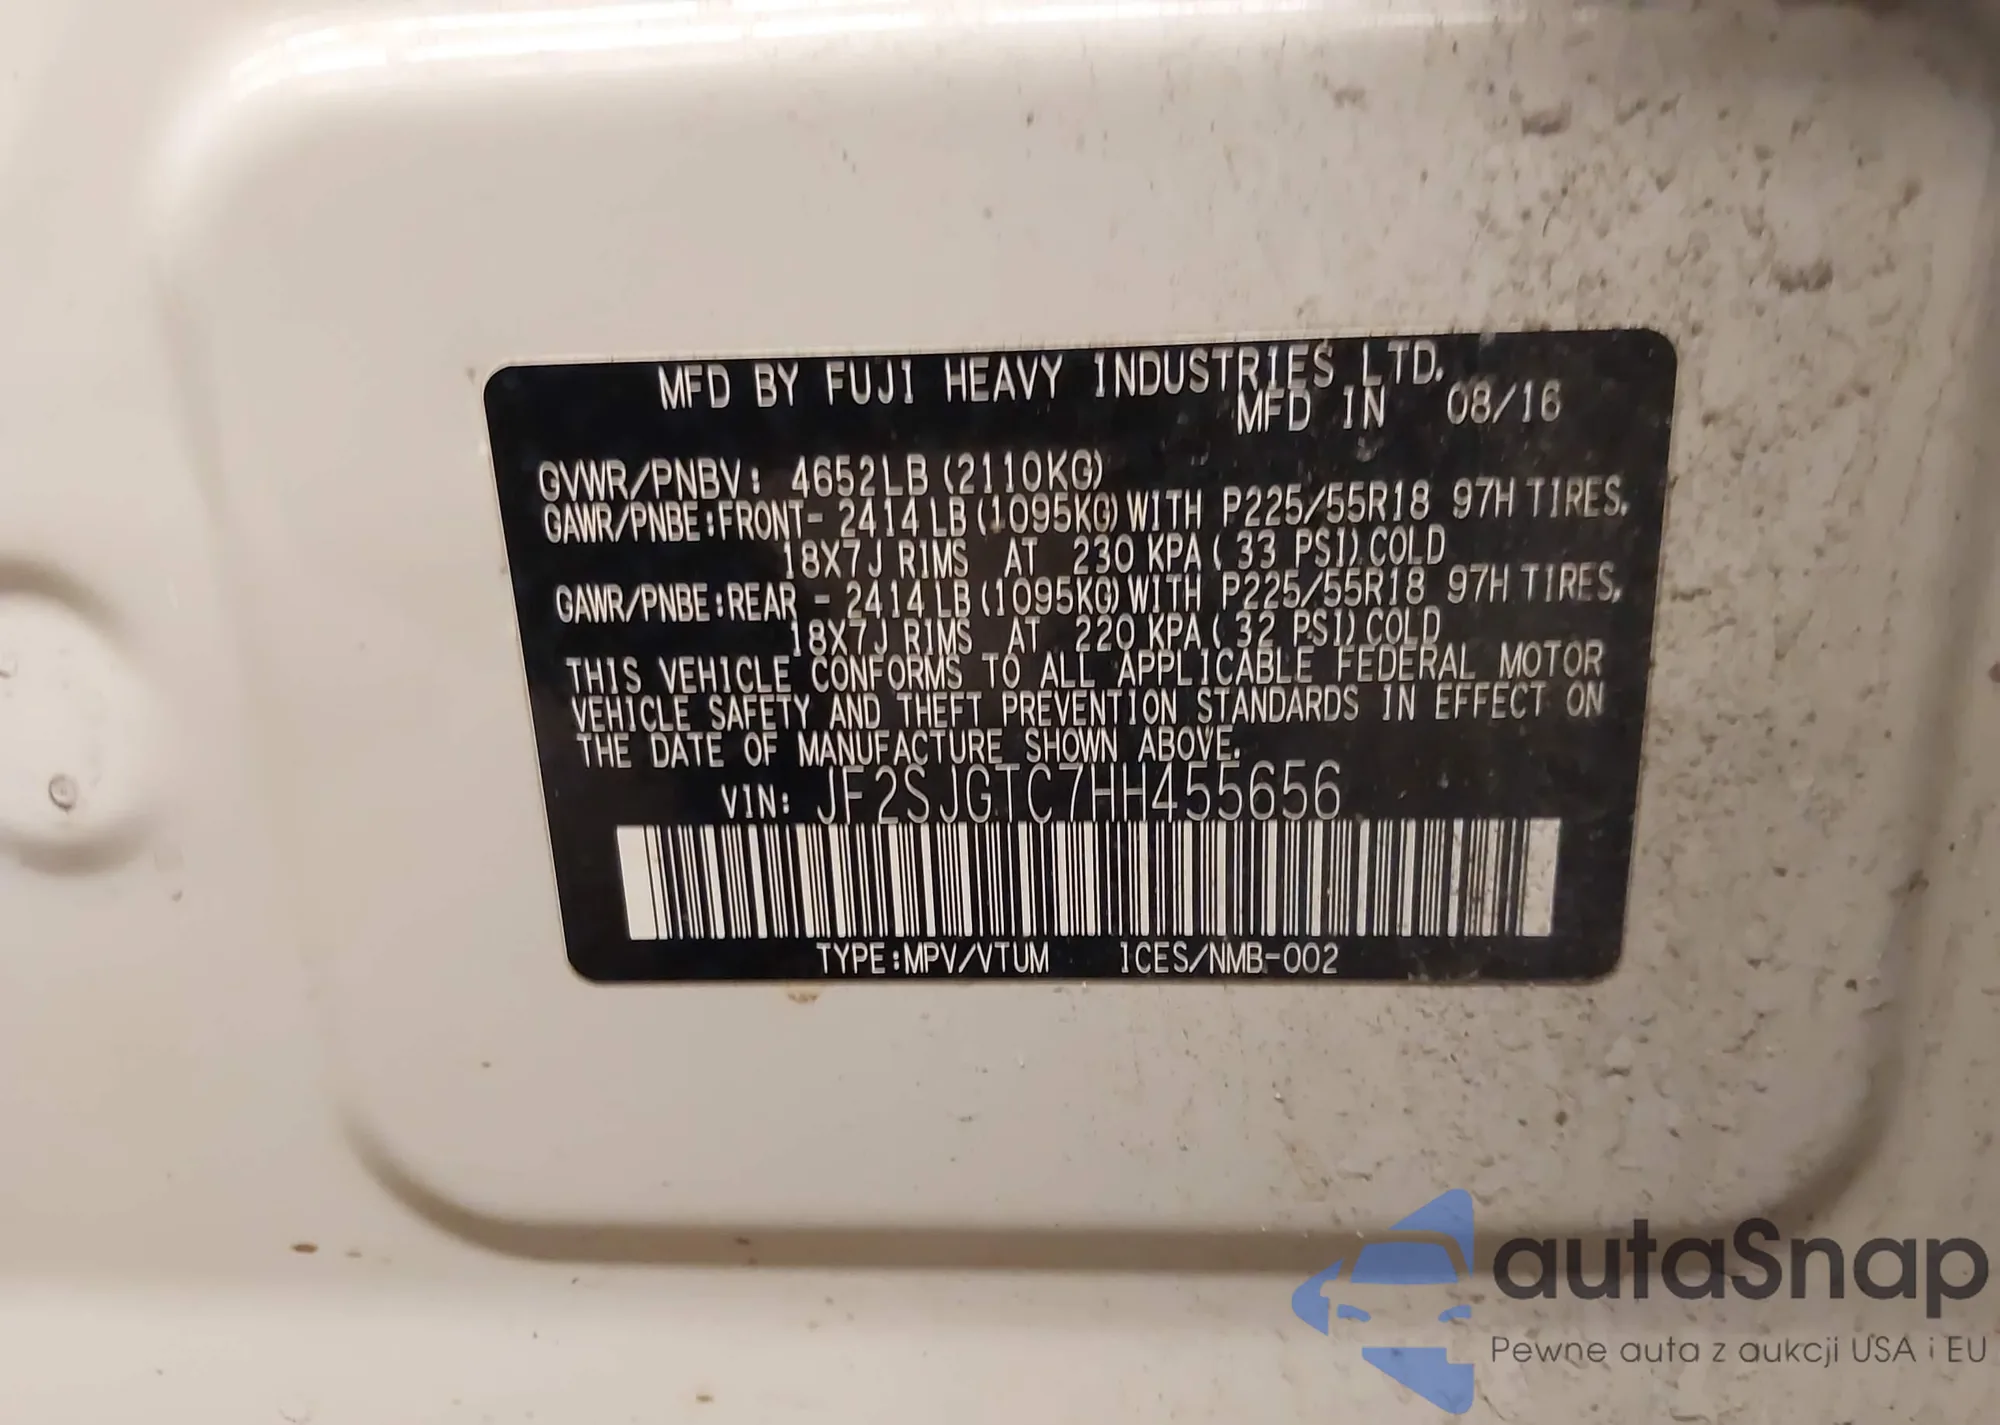 MFD BY FUJI HEAVY INDUSTRIES LTD.
MFD IN 08/16
GVWR/PNBV: 4652LB(2110KG)
GAWR/PNBE:FRONT- 2414LB(1095KG)WITH P225/55R18 97H TIRES,
18X7J RIMS AT 230 KPA( 33 PSI)COLD
GAWR/PNBE:REAR - 2414LB(1095KG)WITH P225/55R18 97H TIRES,
18X7J RIMS AT 220 KPA( 32 PSI)COLD
THIS VEHICLE CONFORMS TO ALL APPLICABLE FEDERAL MOTOR
VEHICLE SAFETY AND THEFT PREVENTION STANDARDS IN EFFECT ON
THE DATE OF MANUFACTURE SHOWN ABOVE.
VIN: JF2SJGTC7HH455656
TYPE:MPV/VTUM ICES/NMB-002
autaSnap
Pewne auta z aukcji USA i EU